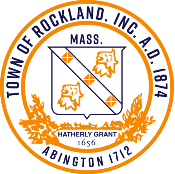 TOWN OF ROCKLAND. INC. A.D. 1874
MASS.
HATHERLY GRANT
1656
ABINGTON 1712